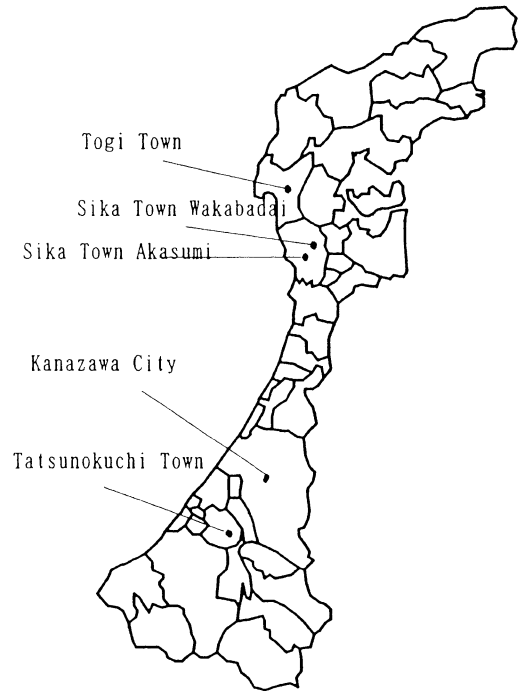 Togi Town
Sika Town Wakabadai
Sika Town Akasumi
Kanazawa City
Tatsunokuchi Town